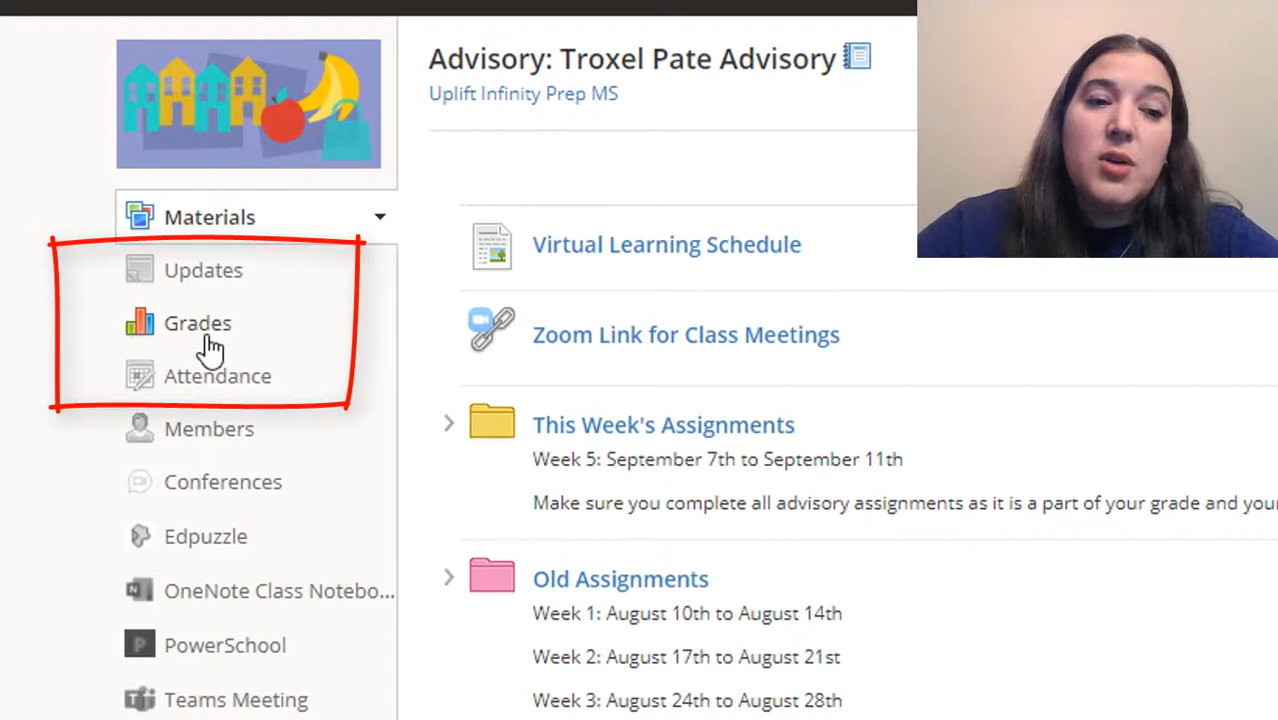 Advisory: Troxel Pate Advisory
Uplift Infinity Prep MS
Materials
Updates
Grades
Attendance
Members
Conferences
Edpuzzle
OneNote Class Notebo...
PowerSchool
Teams Meeting
Virtual Learning Schedule
Zoom Link for Class Meetings
This Week's Assignments
Week 5: September 7th to September 11th
Make sure you complete all advisory assignments as it is a part of your grade and your
Old Assignments
Week 1: August 10th to August 14th
Week 2: August 17th to August 21st
Week 3: August 24th to August 28th